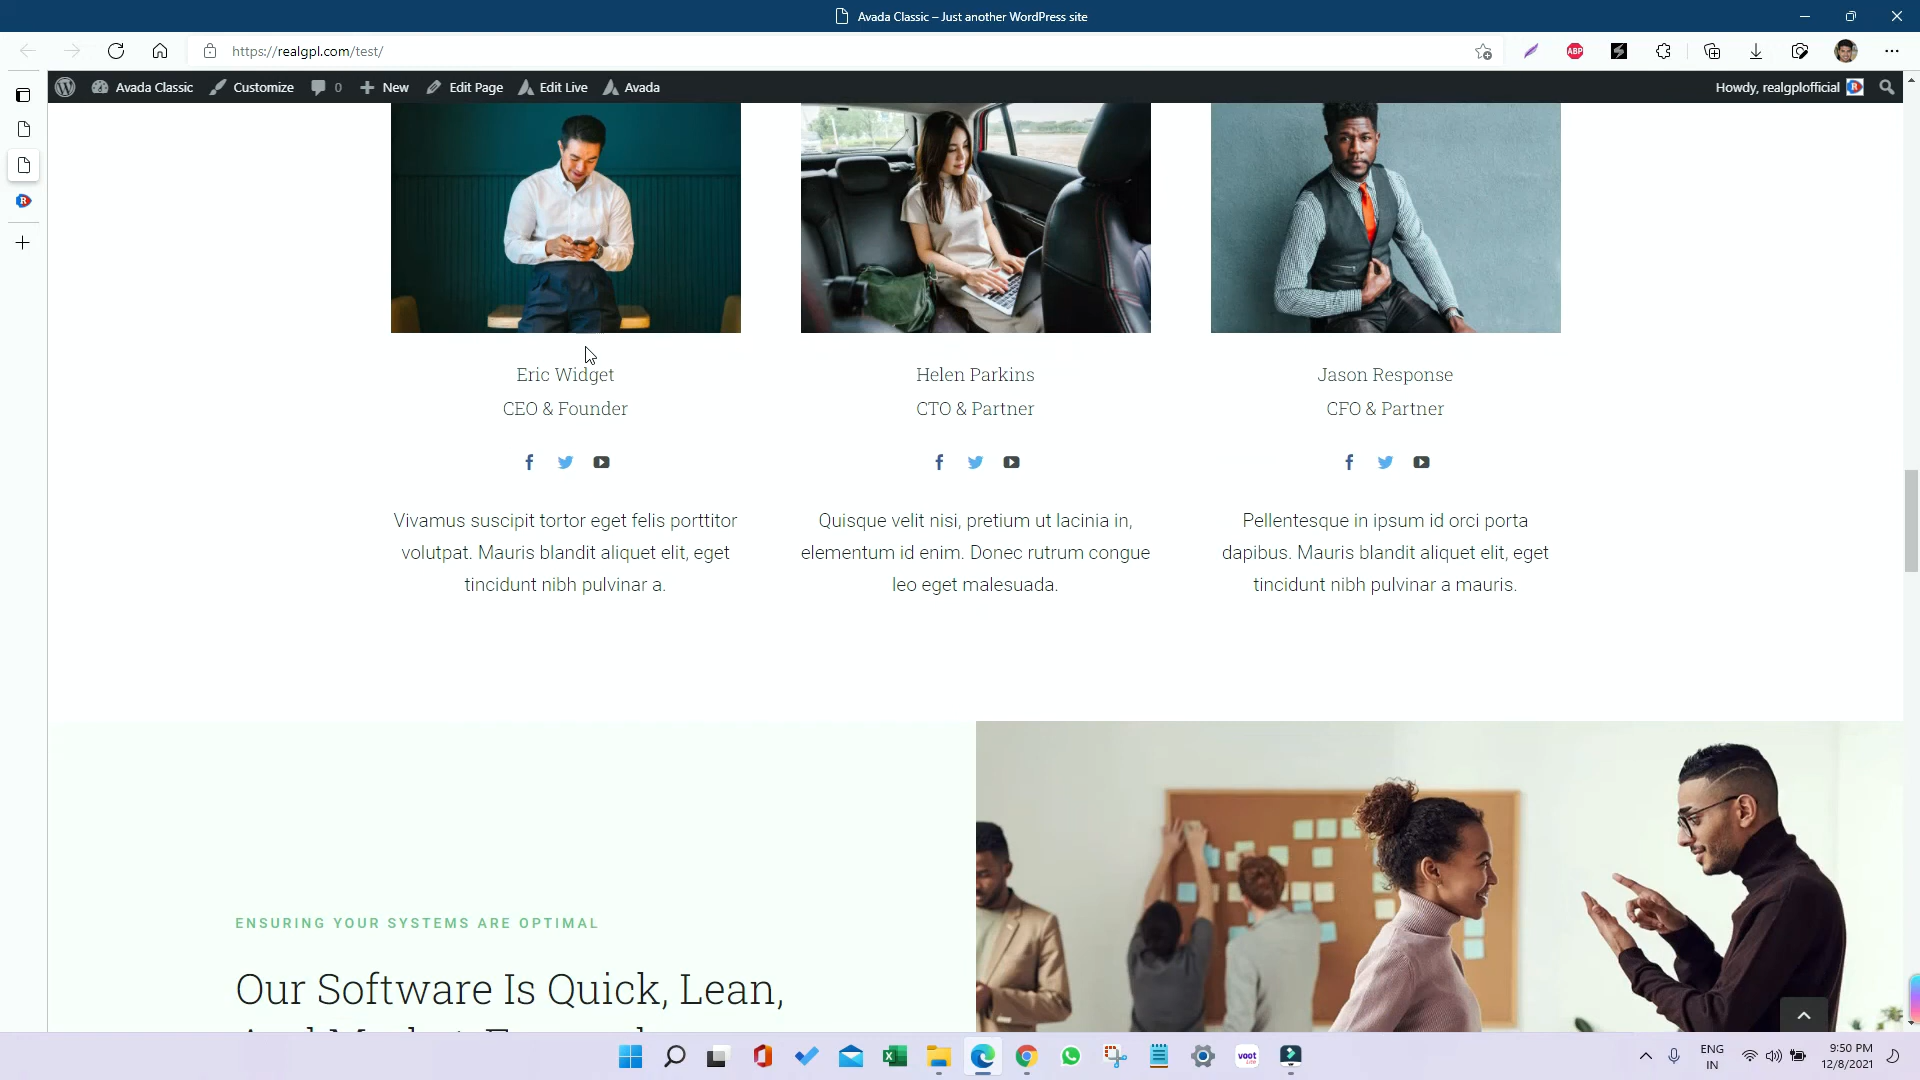 Avada Classic – Just another WordPress site
https://realgpl.com/test/
ABP
Avada Classic Customize 0 New Edit Page Edit Live Avada Howdy, realgplofficial
Eric Widget
CEO & Founder
Vivamus suscipit tortor eget felis porttitor
volutpat. Mauris blandit aliquet elit, eget
tincidunt nibh pulvinar a.
Helen Parkins
CTO & Partner
Quisque velit nisi, pretium ut lacinia in,
elementum id enim. Donec rutrum congue
leo eget malesuada.
Jason Response
CFO & Partner
Pellentesque in ipsum id orci porta
dapibus. Mauris blandit aliquet elit, eget
tincidunt nibh pulvinar a mauris.
ENSURING YOUR SYSTEMS ARE OPTIMAL
Our Software Is Quick, Lean,
voot
ENG
IN
9:50 PM
12/8/2021